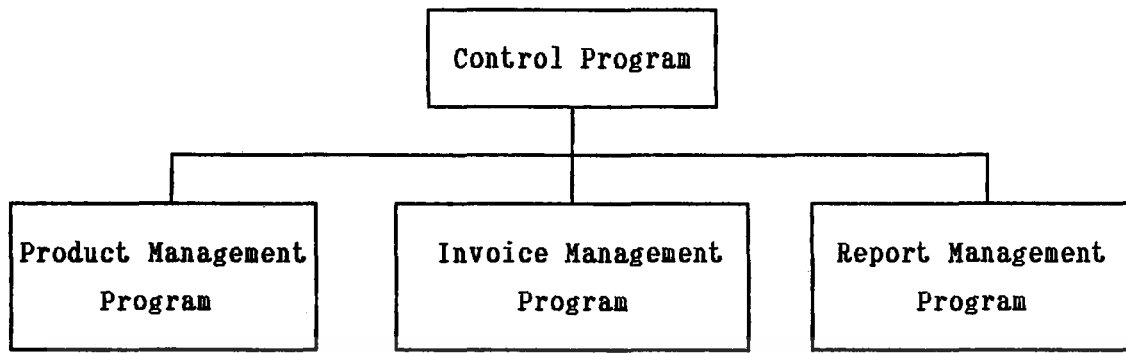 Control Program
Product Management
Program
Invoice Management
Program
Report Management
Program